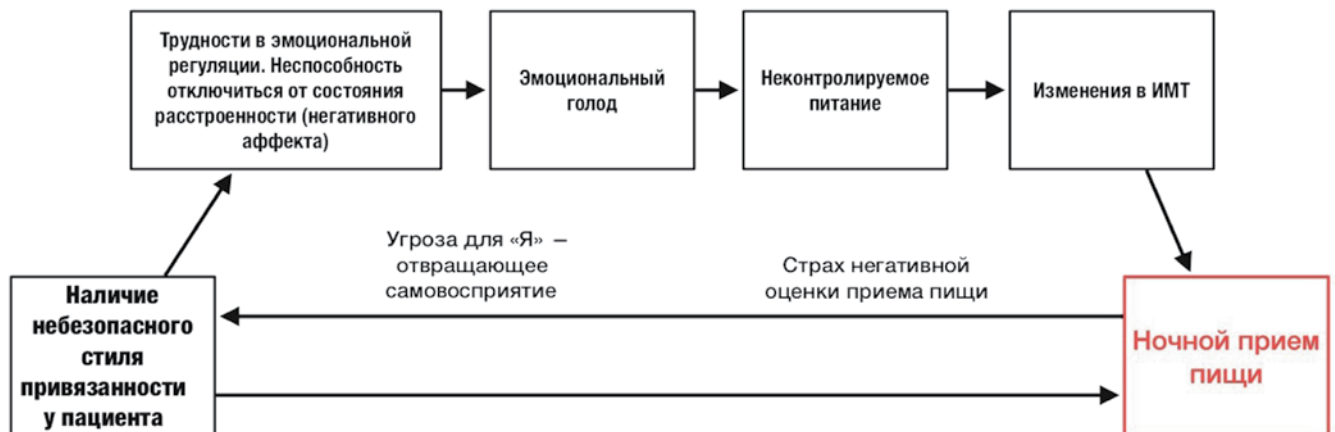 Трудности в эмоциональной
регуляции. Неспособность
отключиться от состояния
расстроенности (негативного
аффекта)
Эмоциональный
голод
Неконтролируемое
питание
Изменения в ИМТ
Угроза для «Я» –
отвращающее
самовосприятие
Страх негативной
оценки приема пищи
Наличие
небезопасного
стиля
привязанности
у пациента
Ночной прием
пищи